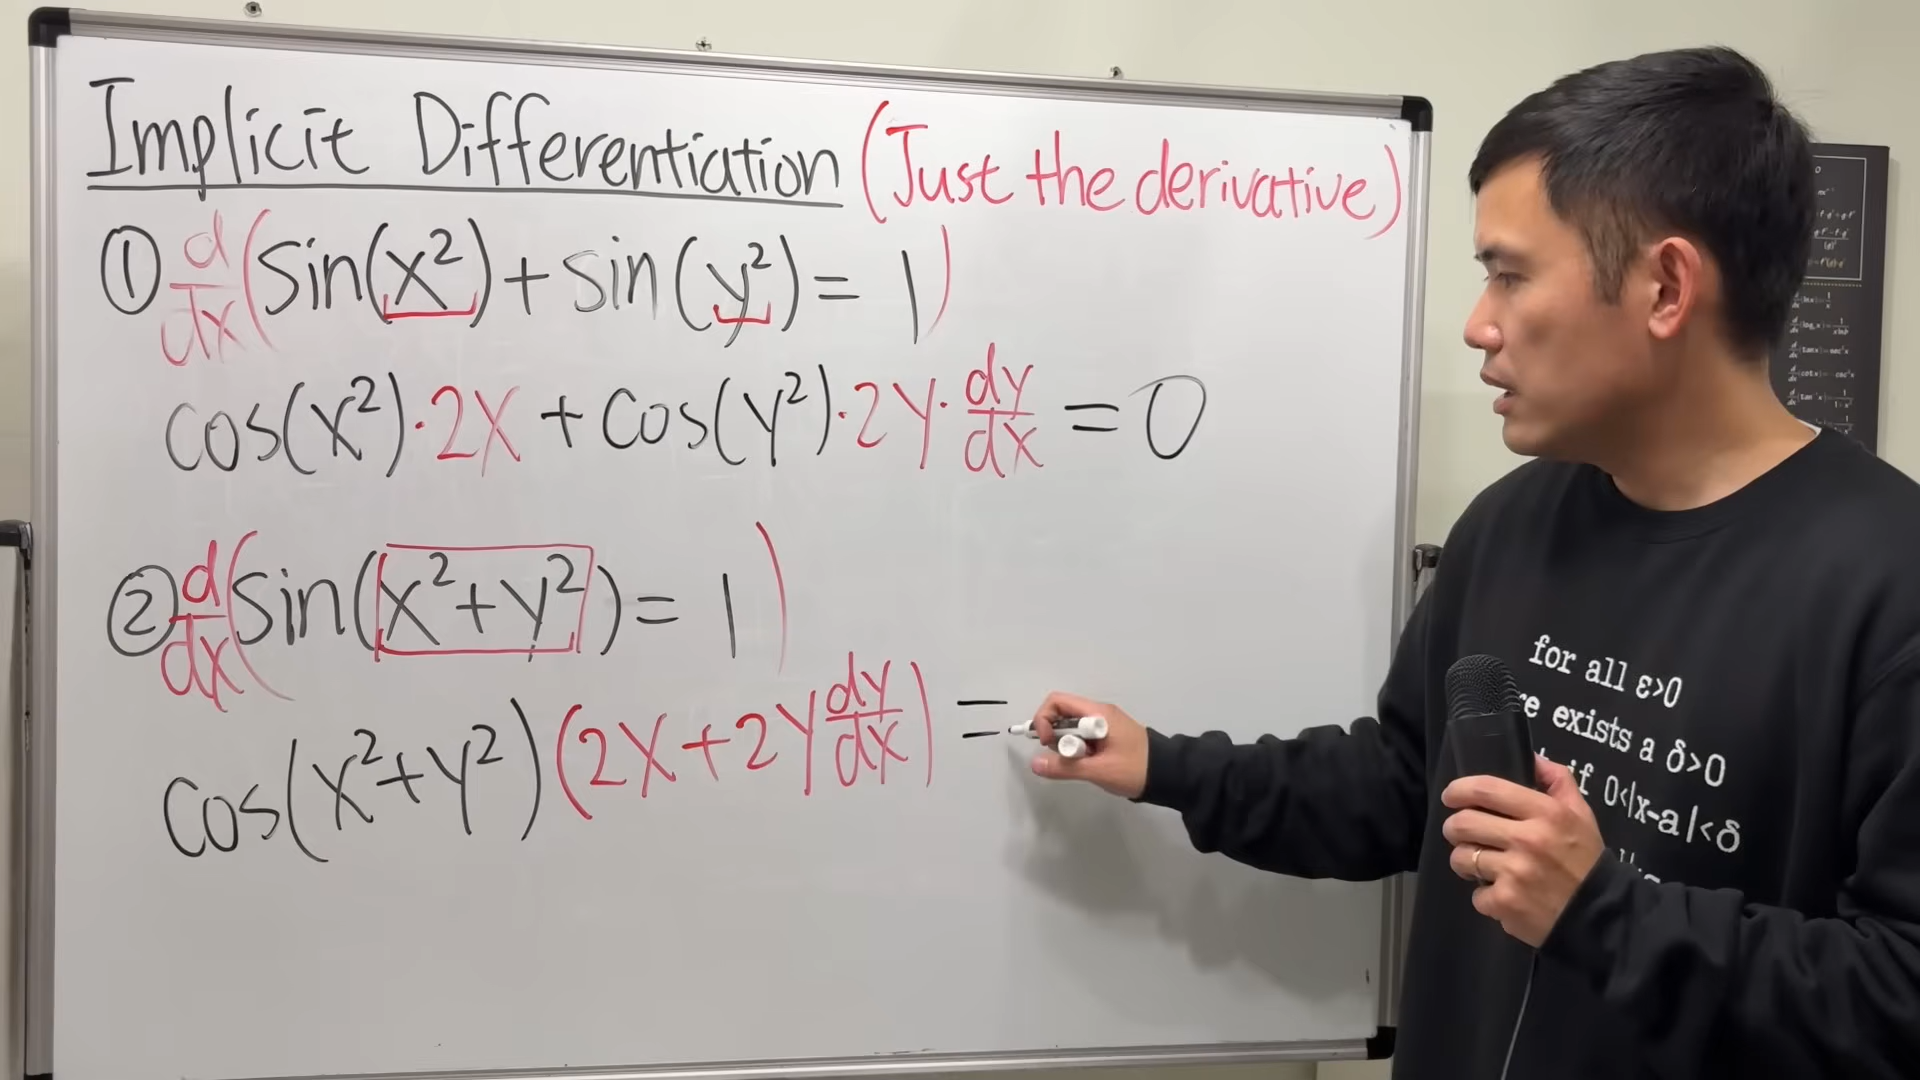 Implicit Differentiation (Just the derivative)
① d/dx (sin(x²) + sin(y²) = 1)
cos(x²)·2x + cos(y²)·2y·dy/dx = 0
② d/dx (sin(x²+y²) = 1)
cos(x²+y²)(2x+2y dy/dx) =
for all ε>0
exists a δ>0
if 0<|x-a|<δ